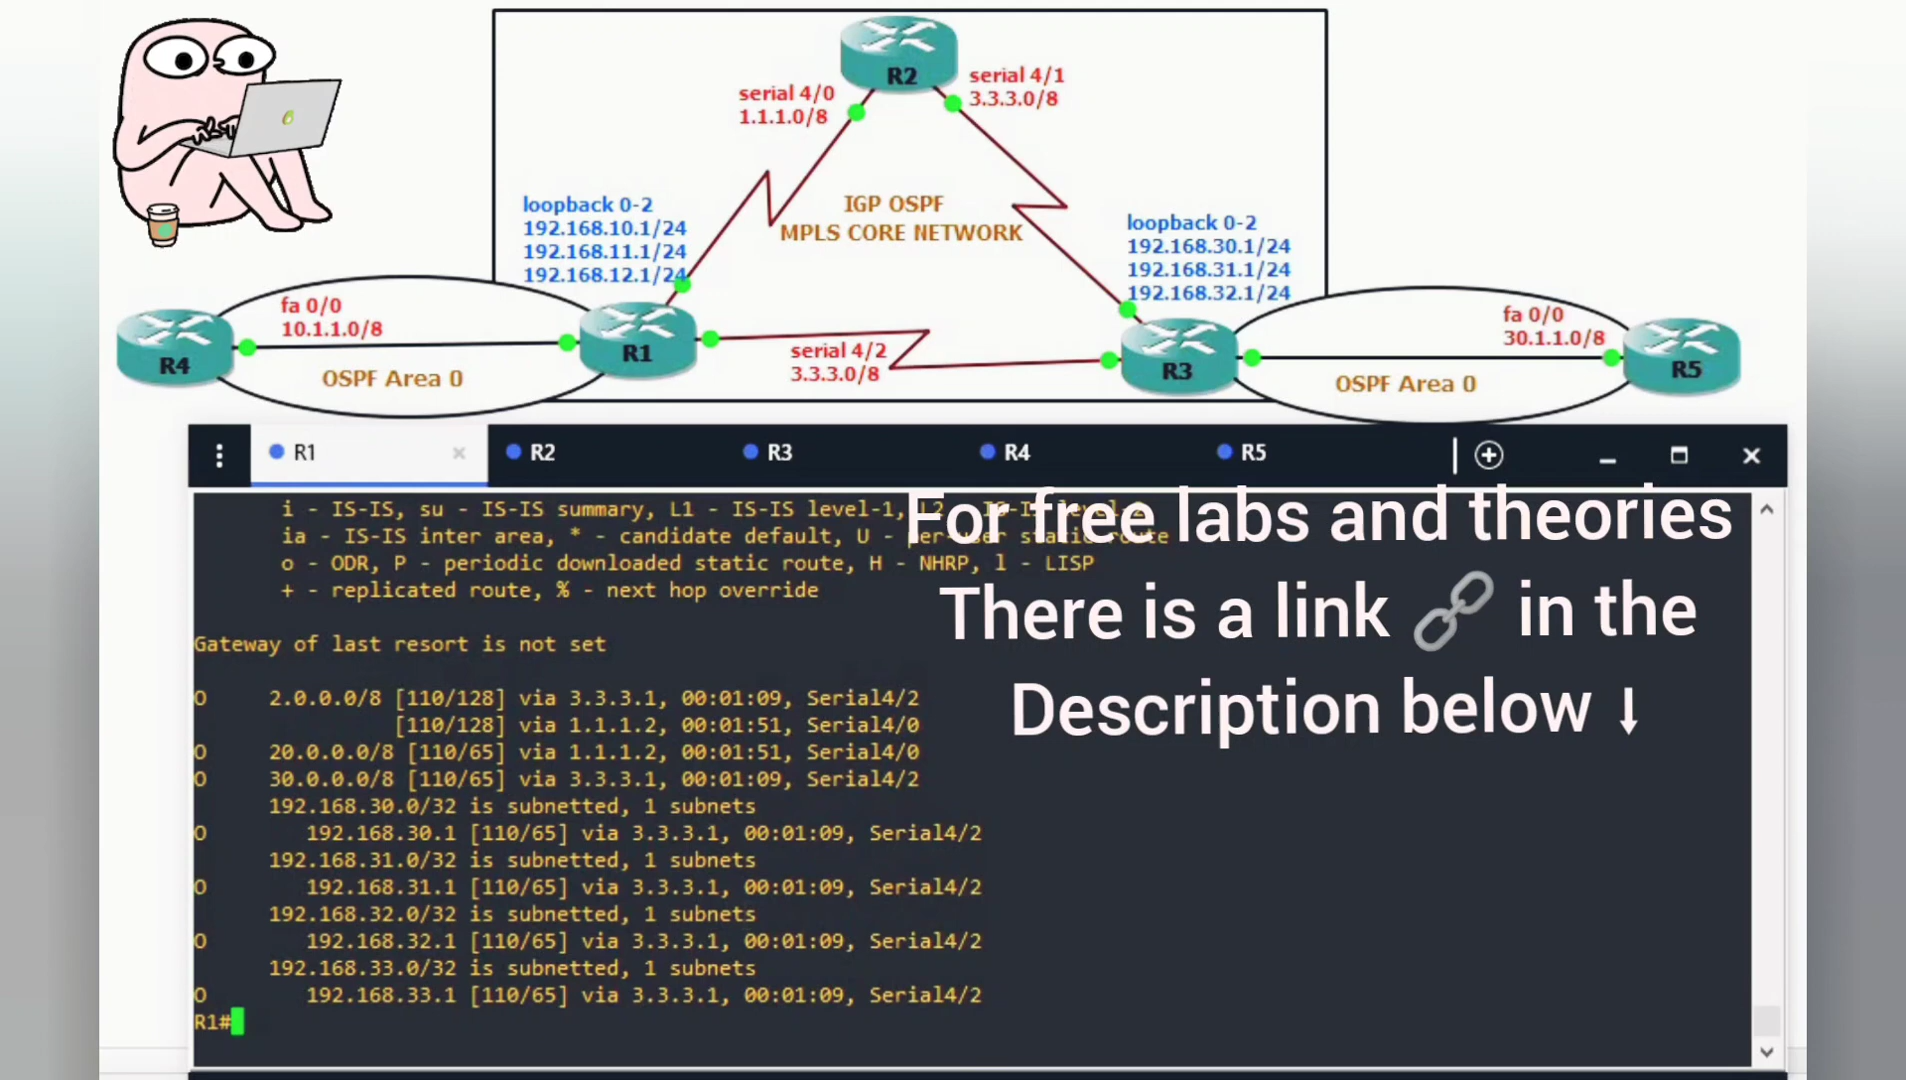 R2
serial 4/0
1.1.1.0/8
serial 4/1
3.3.3.0/8
loopback 0-2
192.168.10.1/24
192.168.11.1/24
192.168.12.1/24
IGP OSPF
MPLS CORE NETWORK
loopback 0-2
192.168.30.1/24
192.168.31.1/24
192.168.32.1/24
fa 0/0
10.1.1.0/8
R4
OSPF Area 0
R1
serial 4/2
3.3.3.0/8
R3
fa 0/0
30.1.1.0/8
OSPF Area 0
R5
R1 R2 R3 R4 R5
i - IS-IS, su - IS-IS summary, L1 - IS-IS level-1, L2 - IS-IS level-2
ia - IS-IS inter area, * - candidate default, U - per-user static route
o - ODR, P - periodic downloaded static route, H - NHRP, l - LISP
+ - replicated route, % - next hop override
For free labs and theories
There is a link 🔗 in the
Description below ↓
Gateway of last resort is not set
O 2.0.0.0/8 [110/128] via 3.3.3.1, 00:01:09, Serial4/2
[110/128] via 1.1.1.2, 00:01:51, Serial4/0
O 20.0.0.0/8 [110/65] via 1.1.1.2, 00:01:51, Serial4/0
O 30.0.0.0/8 [110/65] via 3.3.3.1, 00:01:09, Serial4/2
192.168.30.0/32 is subnetted, 1 subnets
O 192.168.30.1 [110/65] via 3.3.3.1, 00:01:09, Serial4/2
192.168.31.0/32 is subnetted, 1 subnets
O 192.168.31.1 [110/65] via 3.3.3.1, 00:01:09, Serial4/2
192.168.32.0/32 is subnetted, 1 subnets
O 192.168.32.1 [110/65] via 3.3.3.1, 00:01:09, Serial4/2
192.168.33.0/32 is subnetted, 1 subnets
O 192.168.33.1 [110/65] via 3.3.3.1, 00:01:09, Serial4/2
R1#